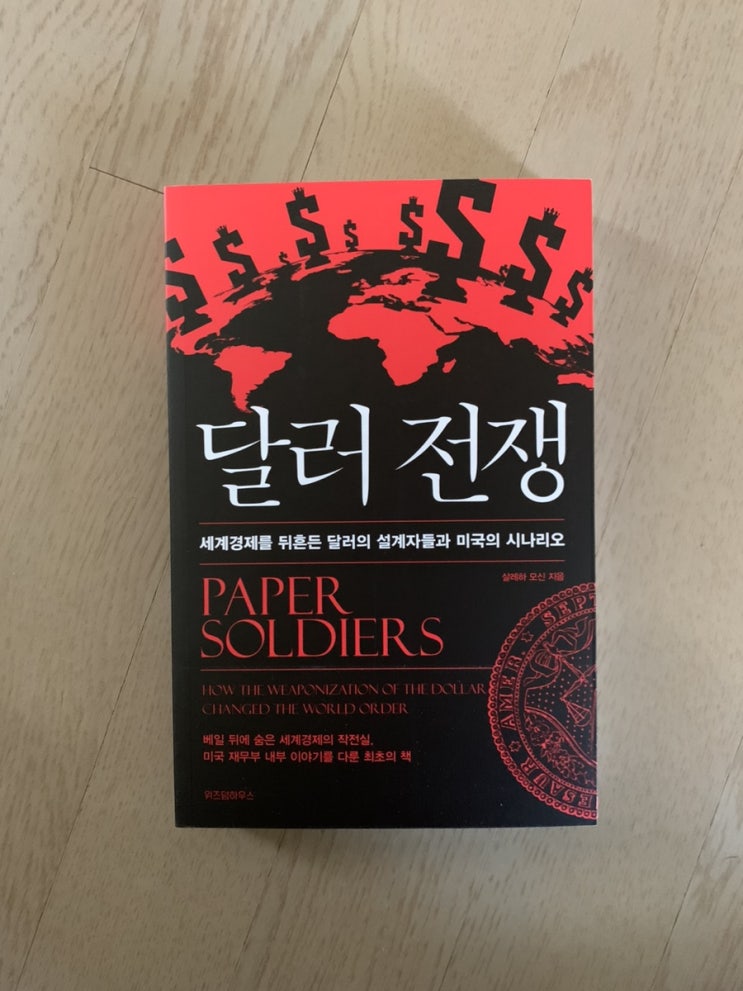 달러 전쟁
세계경제를 뒤흔든 달러의 설계자들과 미국의 시나리오
살레하 모신 지음
PAPER
SOLDIERS
HOW THE WEAPONIZATION OF THE DOLLAR
CHANGED THE WORLD ORDER
베일 뒤에 숨은 세계경제의 작전실,
미국 재무부 내부 이야기를 다룬 최초의 책
위즈덤하우스
ESAUR AMER SEPT